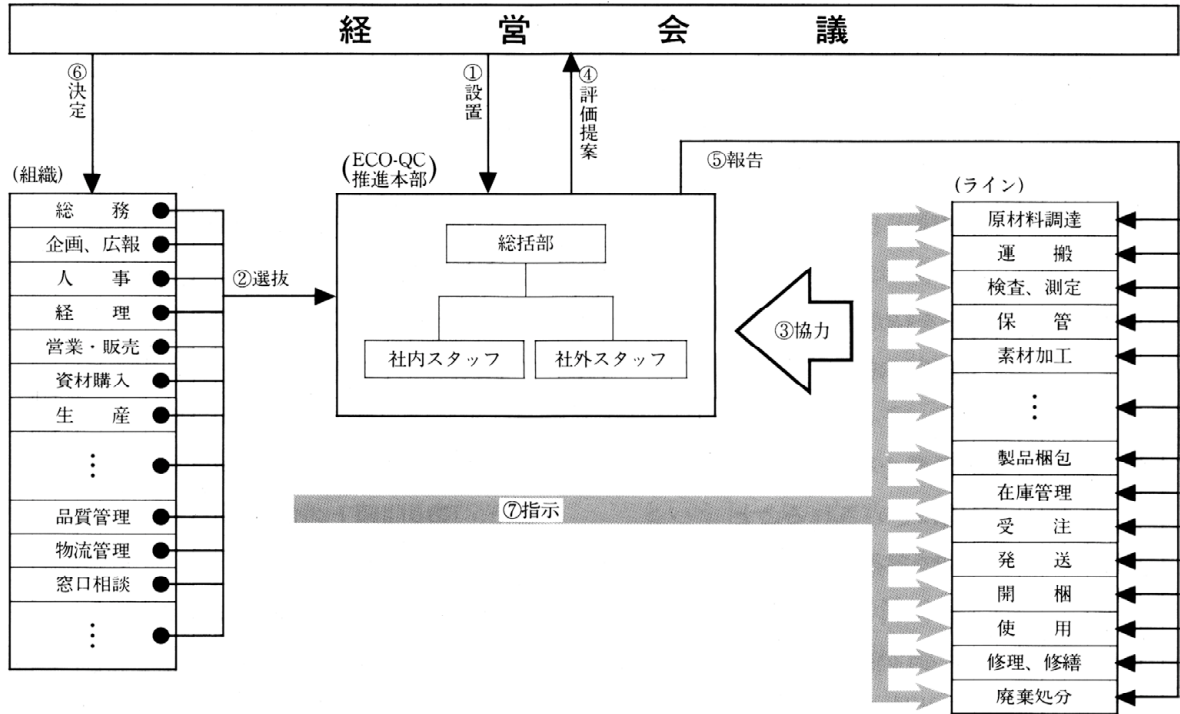 経営会議
⑥決定
①設置
④評価提案
⑤報告
(ECO-QC
推進本部)
(組織)
総務
企画、広報
人事
経理
営業・販売
資材購入
生産
⋮
品質管理
物流管理
窓口相談
⋮
②選抜
総括部
社内スタッフ
社外スタッフ
③協力
⑦指示
(ライン)
原材料調達
運搬
検査、測定
保管
素材加工
⋮
製品梱包
在庫管理
受注
発送
開梱
使用
修理、修繕
廃棄処分